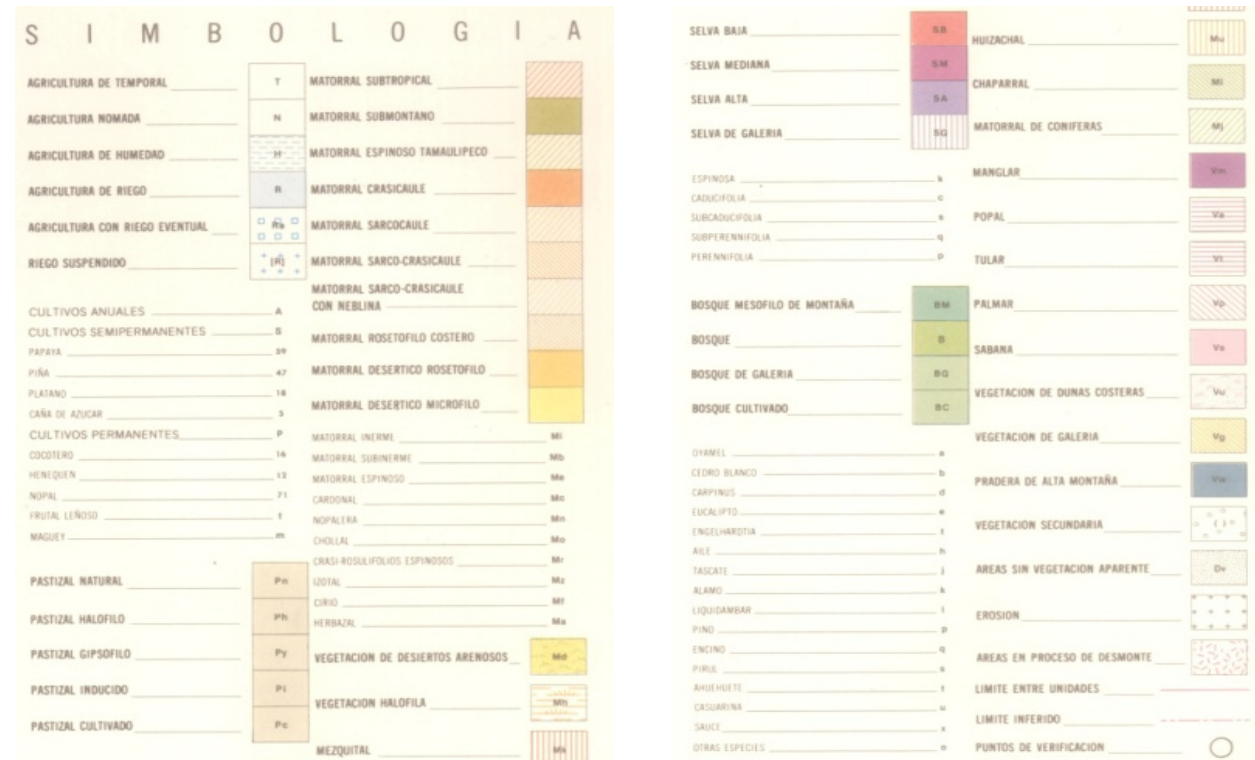 SIMBOLOGIA
AGRICULTURA DE TEMPORAL T
AGRICULTURA NOMADA N
AGRICULTURA DE HUMEDAD H
AGRICULTURA DE RIEGO R
AGRICULTURA CON RIEGO EVENTUAL Re
RIEGO SUSPENDIDO [R]
CULTIVOS ANUALES A
CULTIVOS SEMIPERMANENTES S
PAPAYA 59
PIÑA 47
PLATANO 18
CAÑA DE AZUCAR 3
CULTIVOS PERMANENTES P
COCOTERO 16
HENEQUEN 12
NOPAL 71
FRUTAL LEÑOSO f
MAGUEY m
PASTIZAL NATURAL Pn
PASTIZAL HALOFILO Ph
PASTIZAL GIPSOFILO Py
PASTIZAL INDUCIDO Pi
PASTIZAL CULTIVADO Pc
MATORRAL SUBTROPICAL
MATORRAL SUBMONTANO
MATORRAL ESPINOSO TAMAULIPECO
MATORRAL CRASICAULE
MATORRAL SARCOCAULE
MATORRAL SARCO-CRASICAULE
MATORRAL SARCO-CRASICAULE
CON NEBLINA
MATORRAL ROSETOFILO COSTERO
MATORRAL DESERTICO ROSETOFILO
MATORRAL DESERTICO MICROFILO
MATORRAL INERME Mi
MATORRAL SUBINERME Mb
MATORRAL ESPINOSO Me
CARDONAL Mc
NOPALERA Mn
CHOLLAL Mo
CRASI-ROSULIFOLIOS ESPINOSOS Mr
IZOTAL Mz
CIRIO Mf
HERBAZAL Ma
VEGETACION DE DESIERTOS ARENOSOS Md
VEGETACION HALOFILA Mh
MEZQUITAL Mk
SELVA BAJA SB
SELVA MEDIANA SM
SELVA ALTA SA
SELVA DE GALERIA SG
ESPINOSA k
CADUCIFOLIA c
SUBCADUCIFOLIA s
SUBPERENNIFOLIA q
PERENNIFOLIA p
BOSQUE MESOFILO DE MONTAÑA BM
BOSQUE B
BOSQUE DE GALERIA BG
BOSQUE CULTIVADO BC
OYAMEL a
CEDRO BLANCO b
CARPINUS d
EUCALIPTO e
ENGELHARDTIA
AILE h
TASCATE j
ALAMO k
LIQUIDAMBAR l
PINO p
ENCINO q
PIRUL s
AHUEHUETE t
CASUARINA u
SAUCE x
OTRAS ESPECIES o
HUIZACHAL Mu
CHAPARRAL Ml
MATORRAL DE CONIFERAS Mj
MANGLAR Vm
POPAL Va
TULAR Vt
PALMAR Vp
SABANA Vs
VEGETACION DE DUNAS COSTERAS Vu
VEGETACION DE GALERIA Vg
PRADERA DE ALTA MONTAÑA Vw
VEGETACION SECUNDARIA ( )
AREAS SIN VEGETACION APARENTE Dv
EROSION
AREAS EN PROCESO DE DESMONTE
LIMITE ENTRE UNIDADES
LIMITE INFERIDO
PUNTOS DE VERIFICACION